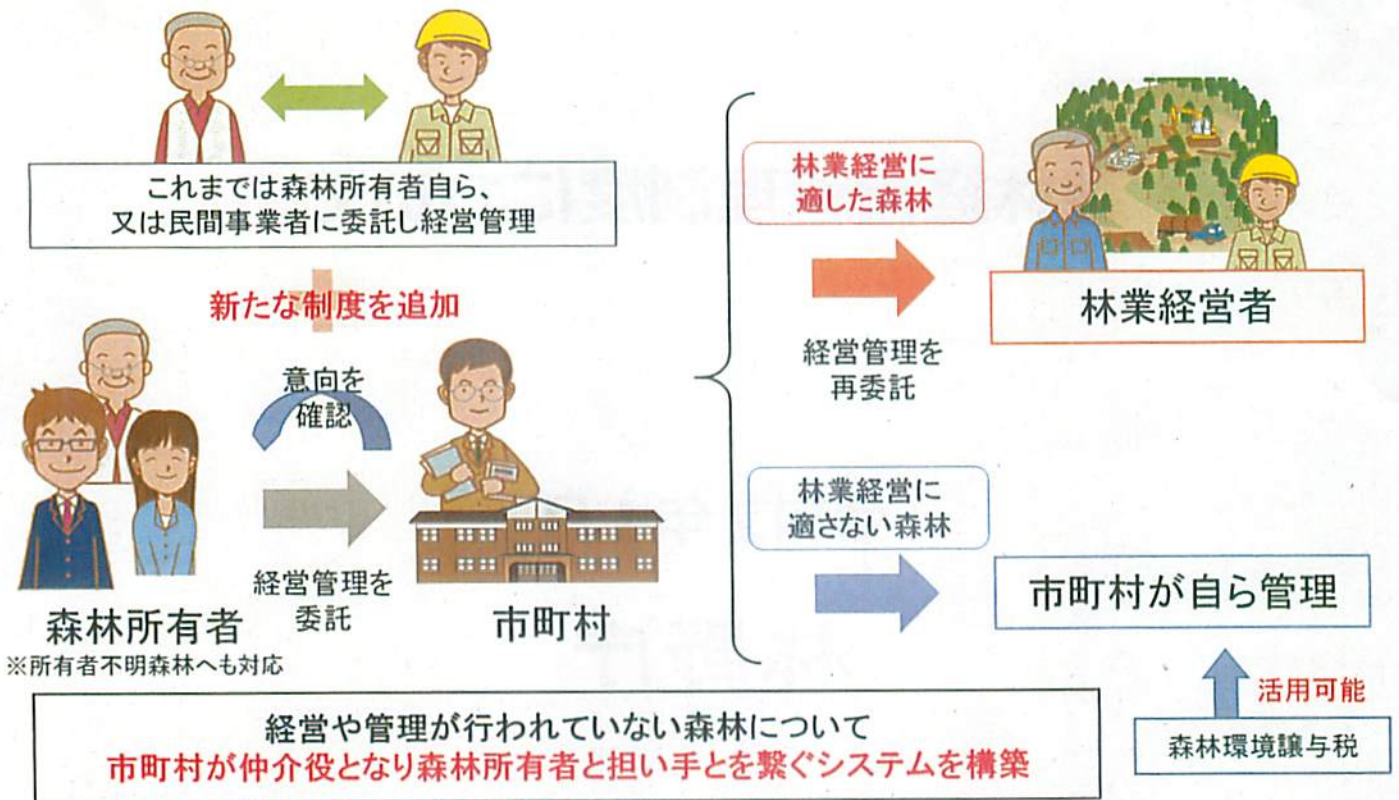 これまでは森林所有者自ら、
又は民間事業者に委託し経営管理
新たな制度を追加
意向を
確認
経営管理を
委託
森林所有者
※所有者不明森林へも対応
市町村
林業経営に
適した森林
経営管理を
再委託
林業経営者
林業経営に
適さない森林
市町村が自ら管理
活用可能
森林環境譲与税
経営や管理が行われていない森林について
市町村が仲介役となり森林所有者と担い手とを繋ぐシステムを構築